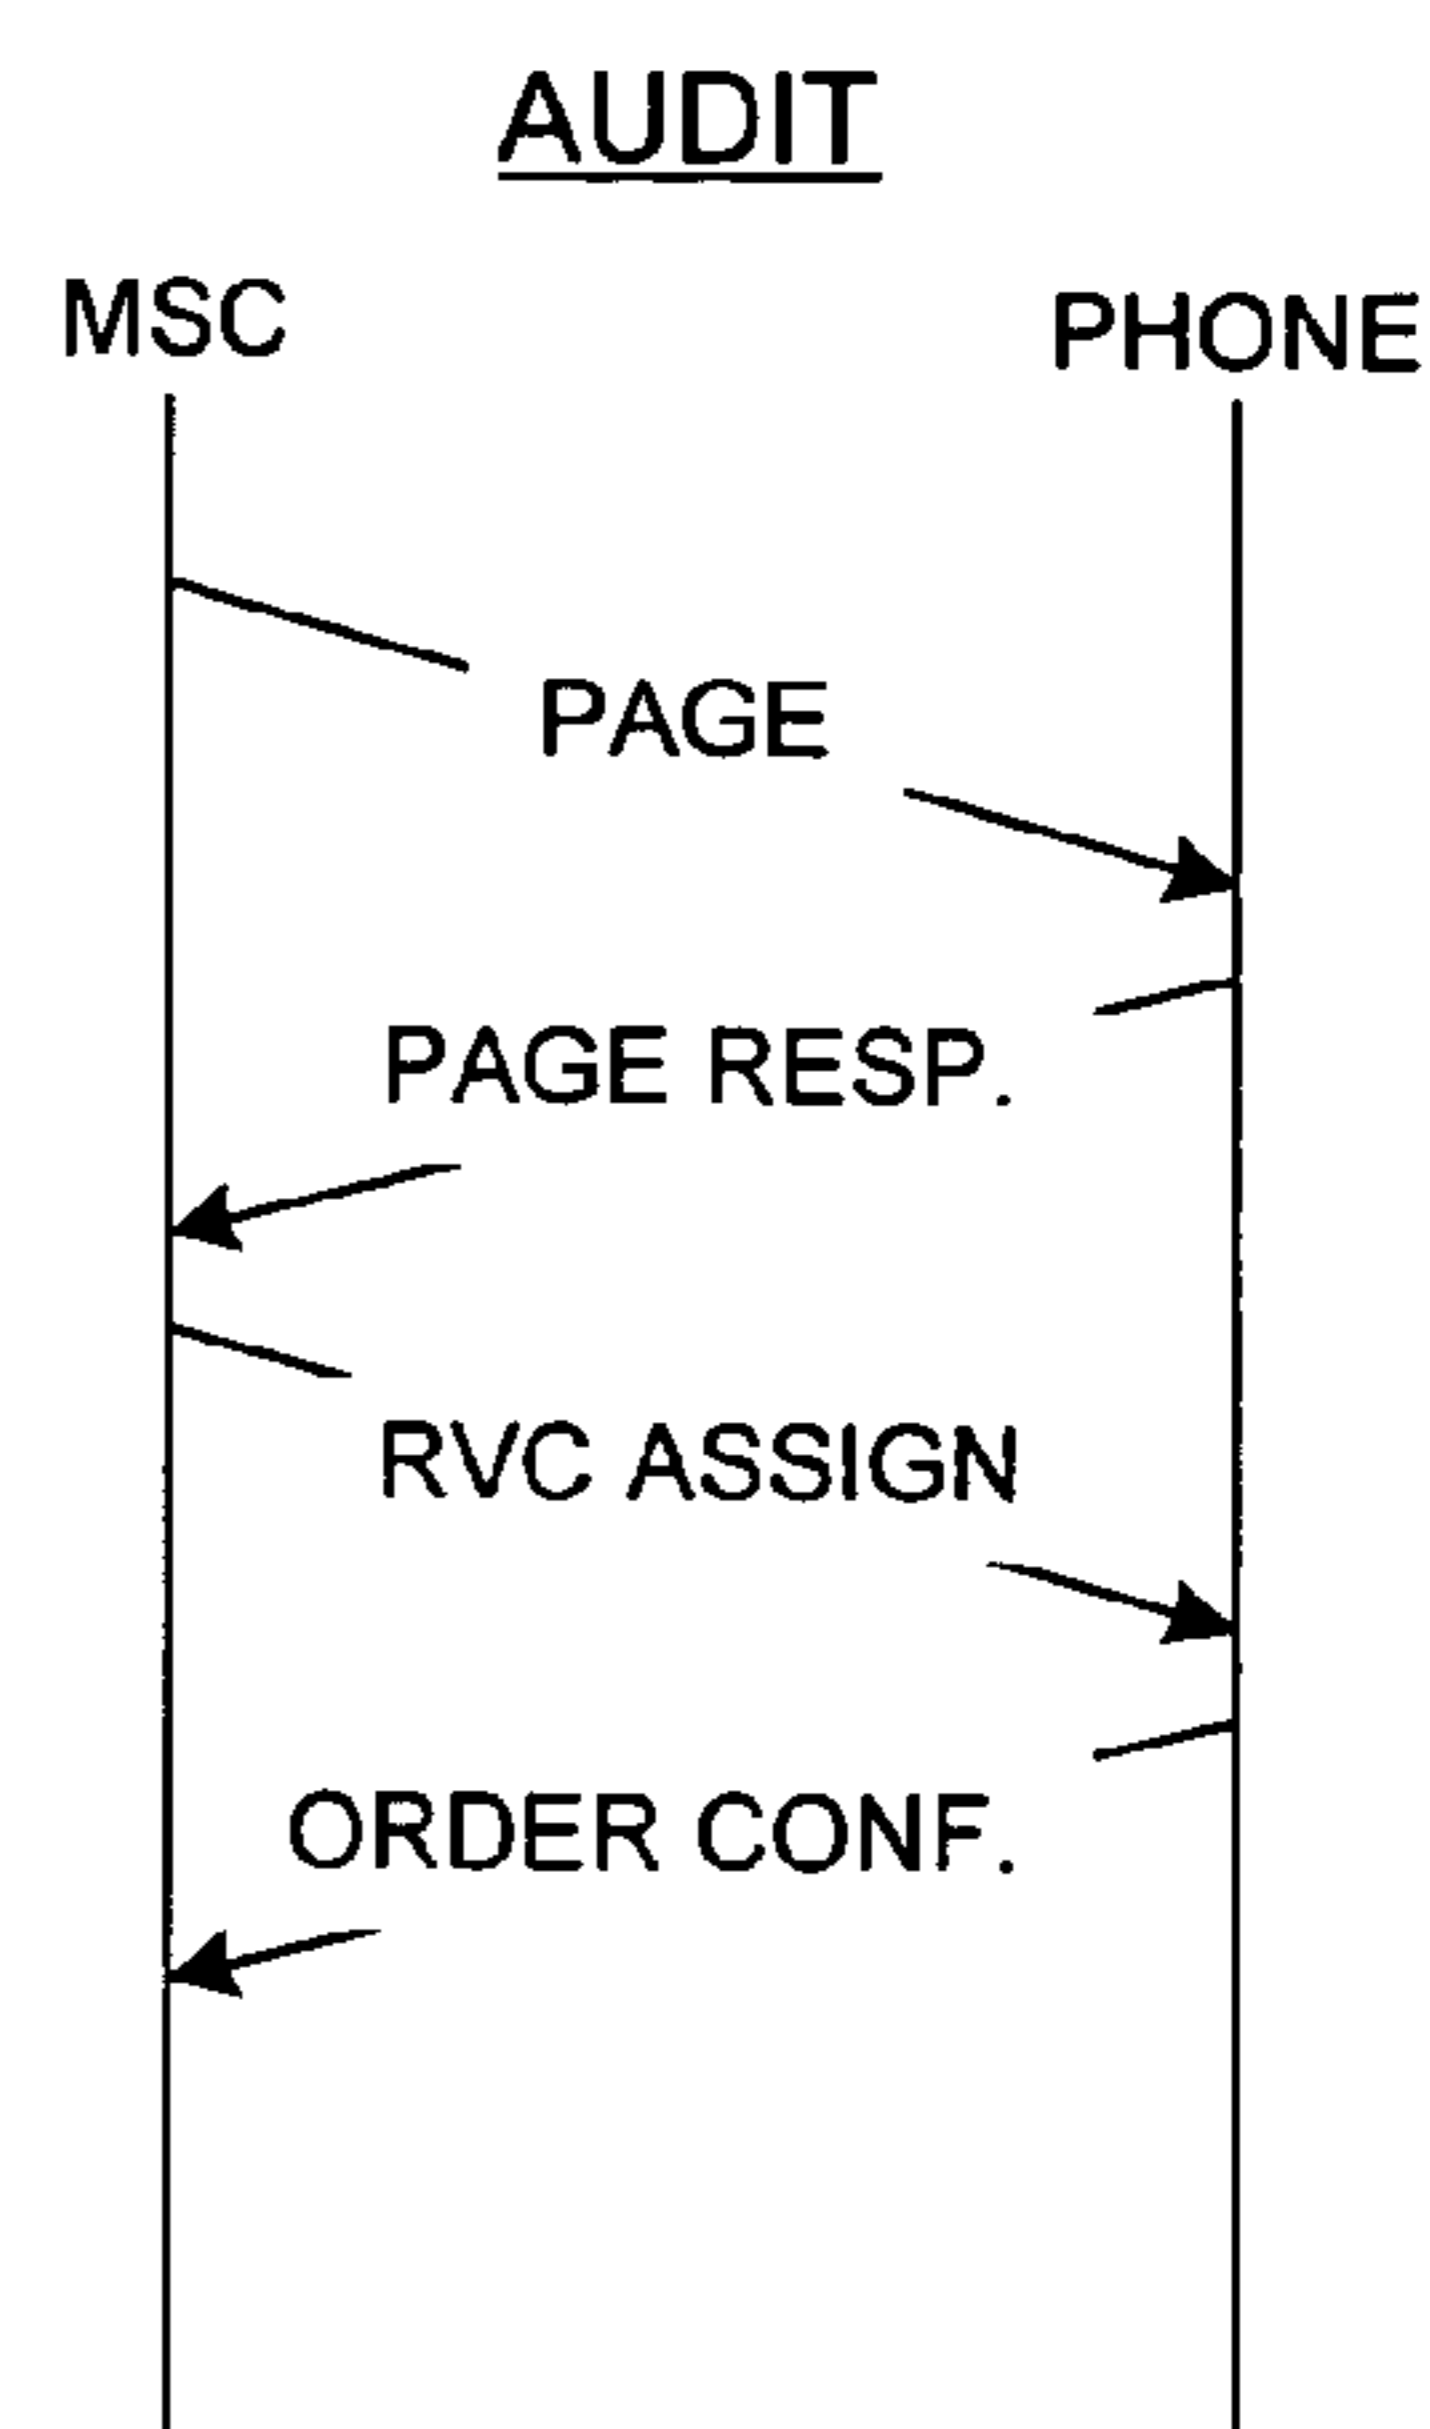 AUDIT
MSC PHONE
PAGE
PAGE RESP.
RVC ASSIGN
ORDER CONF.